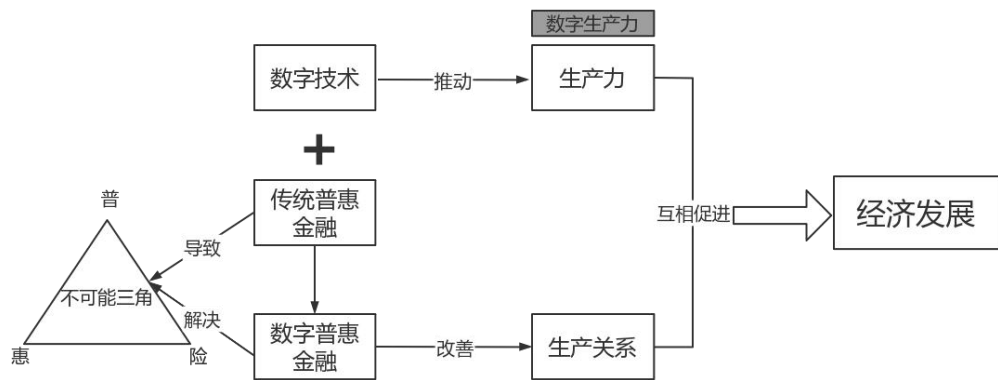 数字生产力
数字技术
推动
生产力
普
传统普惠
金融
导致
互相促进
经济发展
不可能三角
解决
惠
险
数字普惠
金融
改善
生产关系